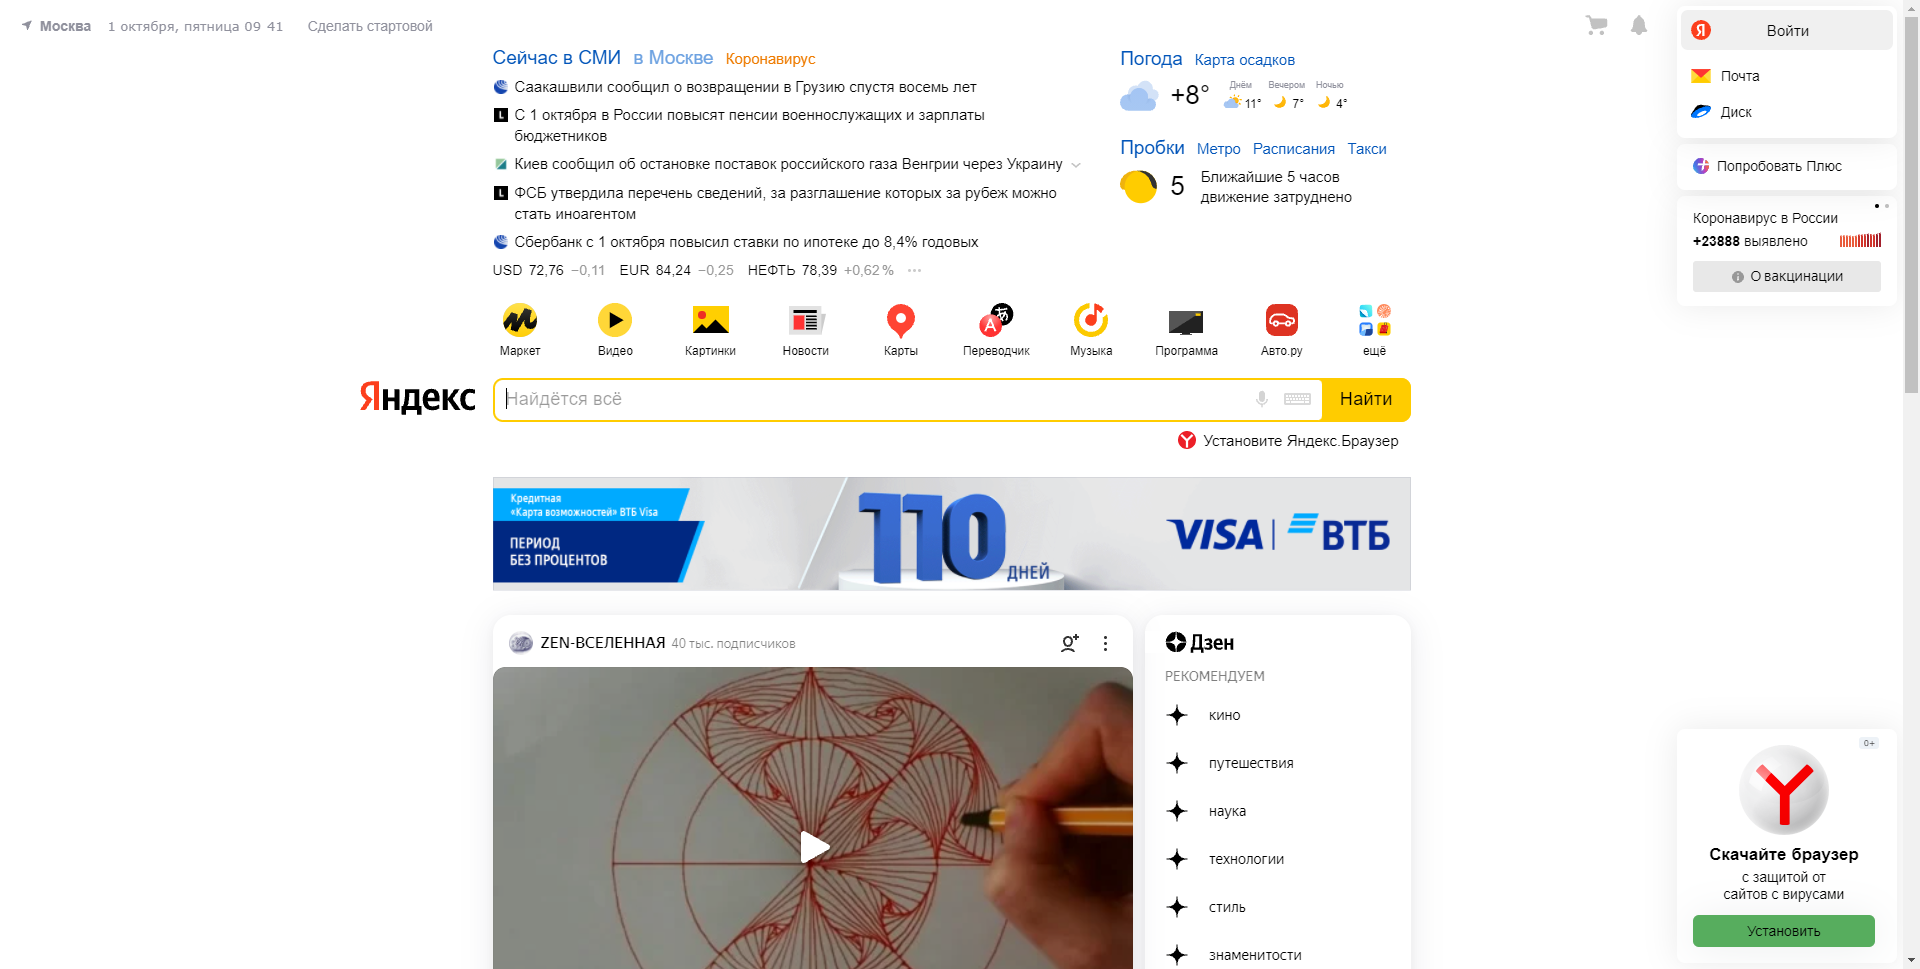 Москва 1 октября, пятница 09 41 Сделать стартовой
Сейчас в СМИ в Москве Коронавирус
Саакашвили сообщил о возвращении в Грузию спустя восемь лет
L С 1 октября в России повысят пенсии военнослужащих и зарплаты
бюджетников
Киев сообщил об остановке поставок российского газа Венгрии через Украину
L ФСБ утвердила перечень сведений, за разглашение которых за рубеж можно
стать иноагентом
Сбербанк с 1 октября повысил ставки по ипотеке до 8,4% годовых
USD 72,76 −0,11 EUR 84,24 −0,25 НЕФТЬ 78,39 +0,62% ···
Погода Карта осадков
+8°
Днём Вечером Ночью
11° 7° 4°
Пробки Метро Расписания Такси
5
Ближайшие 5 часов
движение затруднено
Я Войти
Почта
Диск
Попробовать Плюс
Коронавирус в России
+23888 выявлено
О вакцинации
Маркет Видео Картинки Новости Карты Переводчик Музыка Программа Авто.ру ещё
Яндекс Найдётся всё Найти
Установите Яндекс.Браузер
Кредитная
«Карта возможностей» ВТБ Visa
ПЕРИОД
БЕЗ ПРОЦЕНТОВ
110
ДНЕЙ
VISA | ВТБ
ZEN-ВСЕЛЕННАЯ 40 тыс. подписчиков
Дзен
РЕКОМЕНДУЕМ
кино
путешествия
наука
технологии
стиль
знаменитости
0+
Скачайте браузер
с защитой от
сайтов с вирусами
Установить